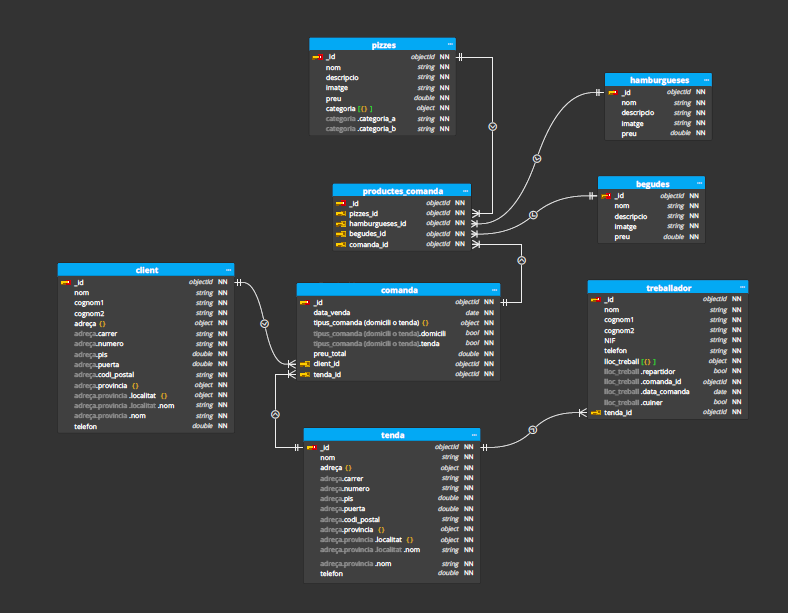 pizzes ...
_id objectId NN
nom string NN
descripcio string NN
imatge string NN
preu double NN
categoria [{} ] object NN
categoria .categoria_a string NN
categoria .categoria_b string NN
hamburgueses ...
_id objectId NN
nom string NN
descripcio string NN
imatge string NN
preu double NN
productes_comanda ...
_id objectId NN
pizzes_id objectId NN
hamburgueses_id objectId NN
begudes_id objectId NN
comanda_id objectId NN
begudes ...
_id objectId NN
nom string NN
descripcio string NN
imatge string NN
preu double NN
client ...
_id objectId NN
nom string NN
cognom1 string NN
cognom2 string NN
adreça {} object NN
adreça.carrer string NN
adreça.numero string NN
adreça.pis double NN
adreça.puerta double NN
adreça.codi_postal string NN
adreça.provincia {} object NN
adreça.provincia .localitat {} object NN
adreça.provincia .localitat .nom string NN
adreça.provincia .nom string NN
telefon double NN
comanda ...
_id objectId NN
data_venda date NN
tipus_comanda (domicili o tenda) {} object NN
tipus_comanda (domicili o tenda).domicili bool NN
tipus_comanda (domicili o tenda).tenda bool NN
preu_total double NN
client_id objectId NN
tenda_id objectId NN
treballador ...
_id objectId NN
nom string NN
cognom1 string NN
cognom2 string NN
NIF string NN
telefon string NN
lloc_treball [{} ] object NN
lloc_treball .repartidor bool NN
lloc_treball .comanda_id objectId NN
lloc_treball .data_comanda date NN
lloc_treball .cuiner bool NN
tenda_id objectId NN
tenda ...
_id objectId NN
nom string NN
adreça {} object NN
adreça.carrer string NN
adreça.numero string NN
adreça.pis double NN
adreça.puerta double NN
adreça.codi_postal string NN
adreça.provincia {} object NN
adreça.provincia .localitat {} object NN
adreça.provincia .localitat .nom string NN
adreça.provincia .nom string NN
telefon double NN